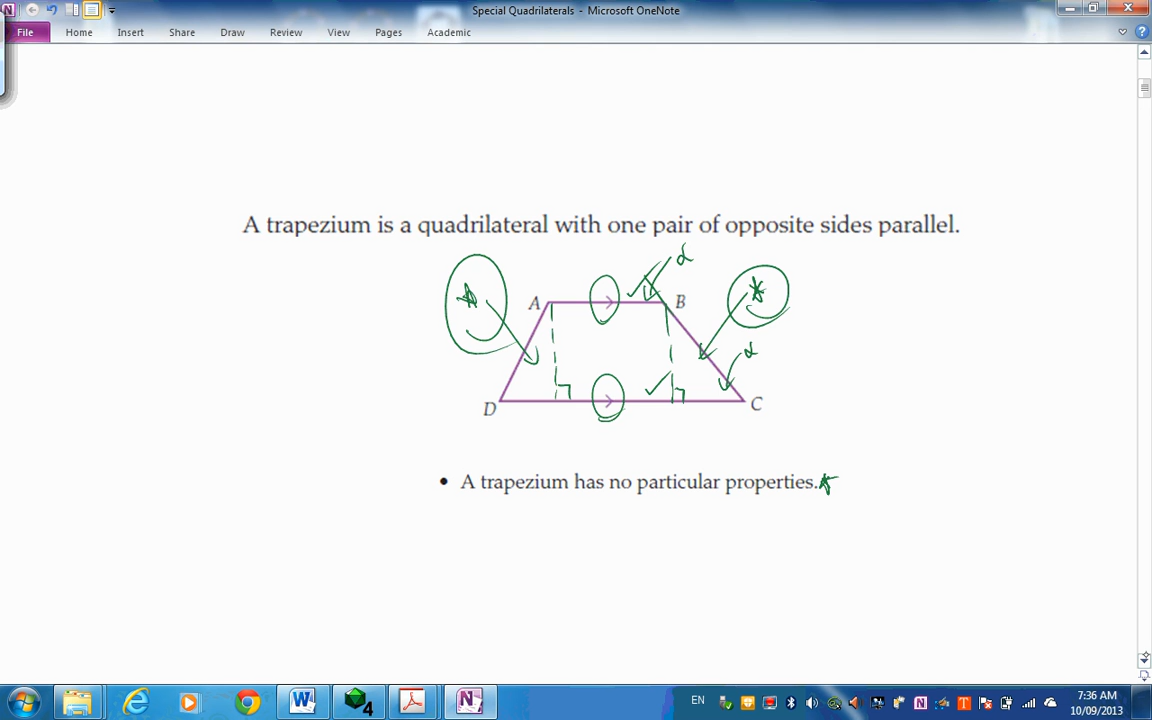 Special Quadrilaterals - Microsoft OneNote
File Home Insert Share Draw Review View Pages Academic
A trapezium is a quadrilateral with one pair of opposite sides parallel.
α
A B
α
D C
• A trapezium has no particular properties.
EN 7:36 AM
10/09/2013